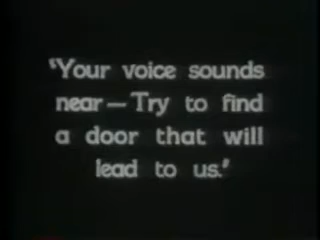 'Your voice sounds
near—Try to find
a door that will
lead to us.'